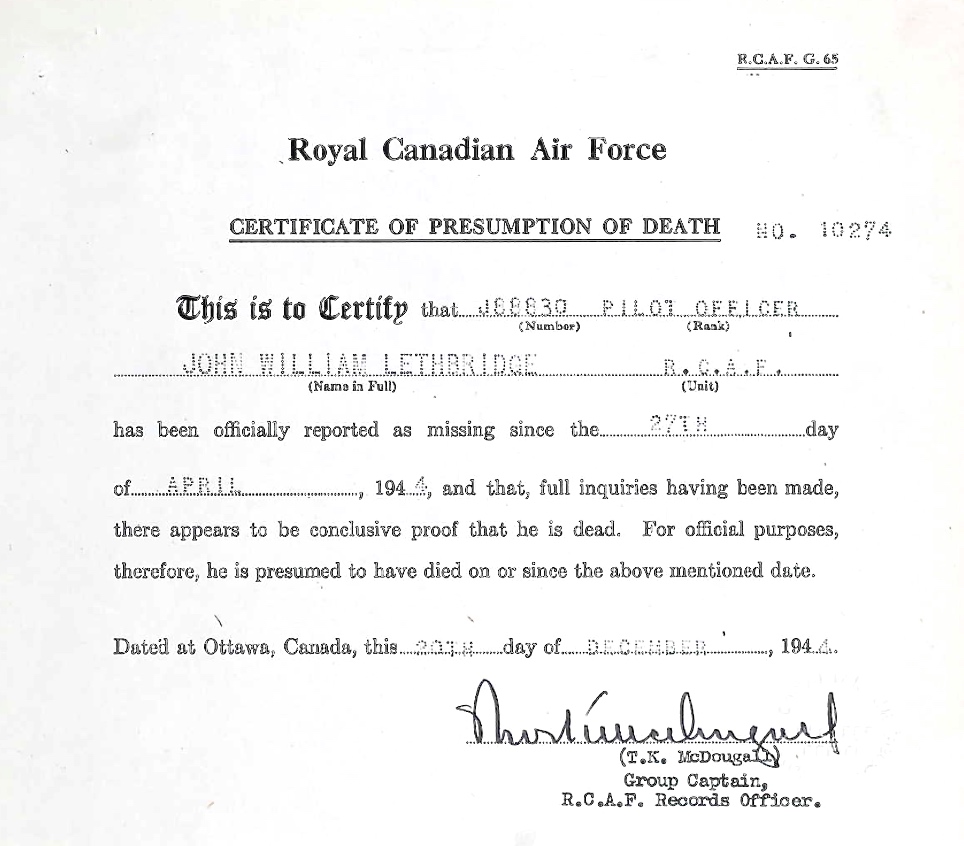 R.C.A.F. G. 65
Royal Canadian Air Force
CERTIFICATE OF PRESUMPTION OF DEATH NO. 10274
This is to Certify that J88830 PILOT OFFICER
(Number) (Rank)
JOHN WILLIAM LETHBRIDGE R.C.A.F.
(Name in Full) (Unit)
has been officially reported as missing since the 27TH day
of APRIL, 1944, and that, full inquiries having been made,
there appears to be conclusive proof that he is dead. For official purposes,
therefore, he is presumed to have died on or since the above mentioned date.
Dated at Ottawa, Canada, this 20TH day of DECEMBER, 1944.
(T.K. McDougall)
Group Captain,
R.C.A.F. Records Officer.